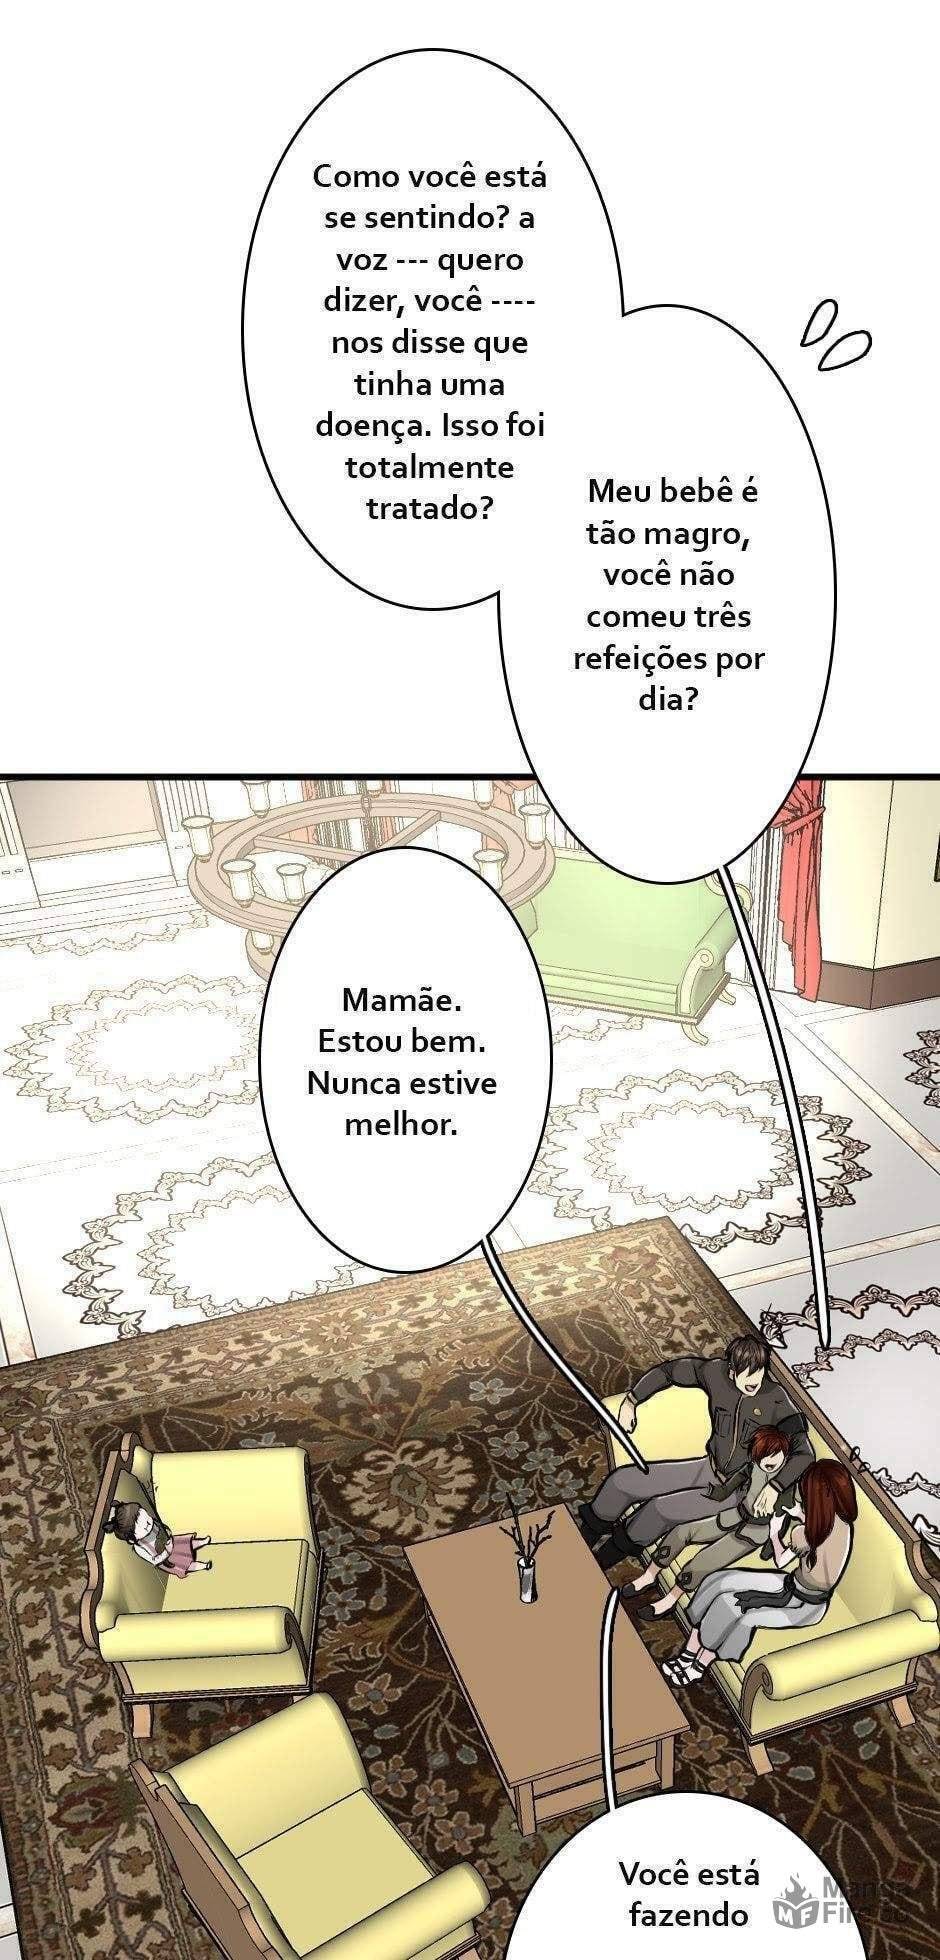 Como você está
se sentindo? a
voz --- quero
dizer, você ----
nos disse que
tinha uma
doença. Isso foi
totalmente
tratado?
Meu bebê é
tão magro,
você não
comeu três
refeições por
dia?
Mamãe.
Estou bem.
Nunca estive
melhor.
Você está
fazendo
MF